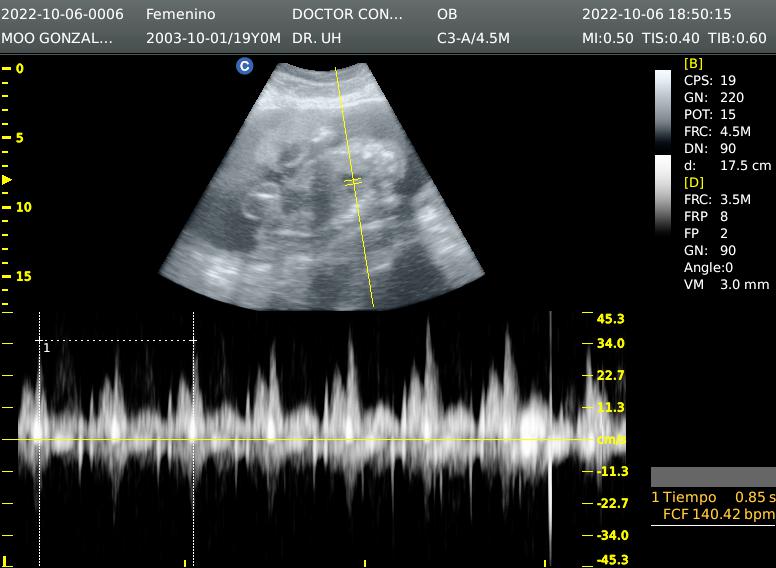 2022-10-06-0006 Femenino DOCTOR CON... OB 2022-10-06 18:50:15
MOO GONZAL... 2003-10-01/19Y0M DR. UH C3-A/4.5M MI:0.50 TIS:0.40 TIB:0.60
C
0
5
10
15
[B]
CPS: 19
GN: 220
POT: 15
FRC: 4.5M
DN: 90
d: 17.5 cm
[D]
FRC: 3.5M
FRP 8
FP 2
GN: 90
Angle:0
VM 3.0 mm
1
45.3
34.0
22.7
11.3
cm/s
-11.3
-22.7
-34.0
-45.3
1 Tiempo 0.85 s
FCF 140.42 bpm